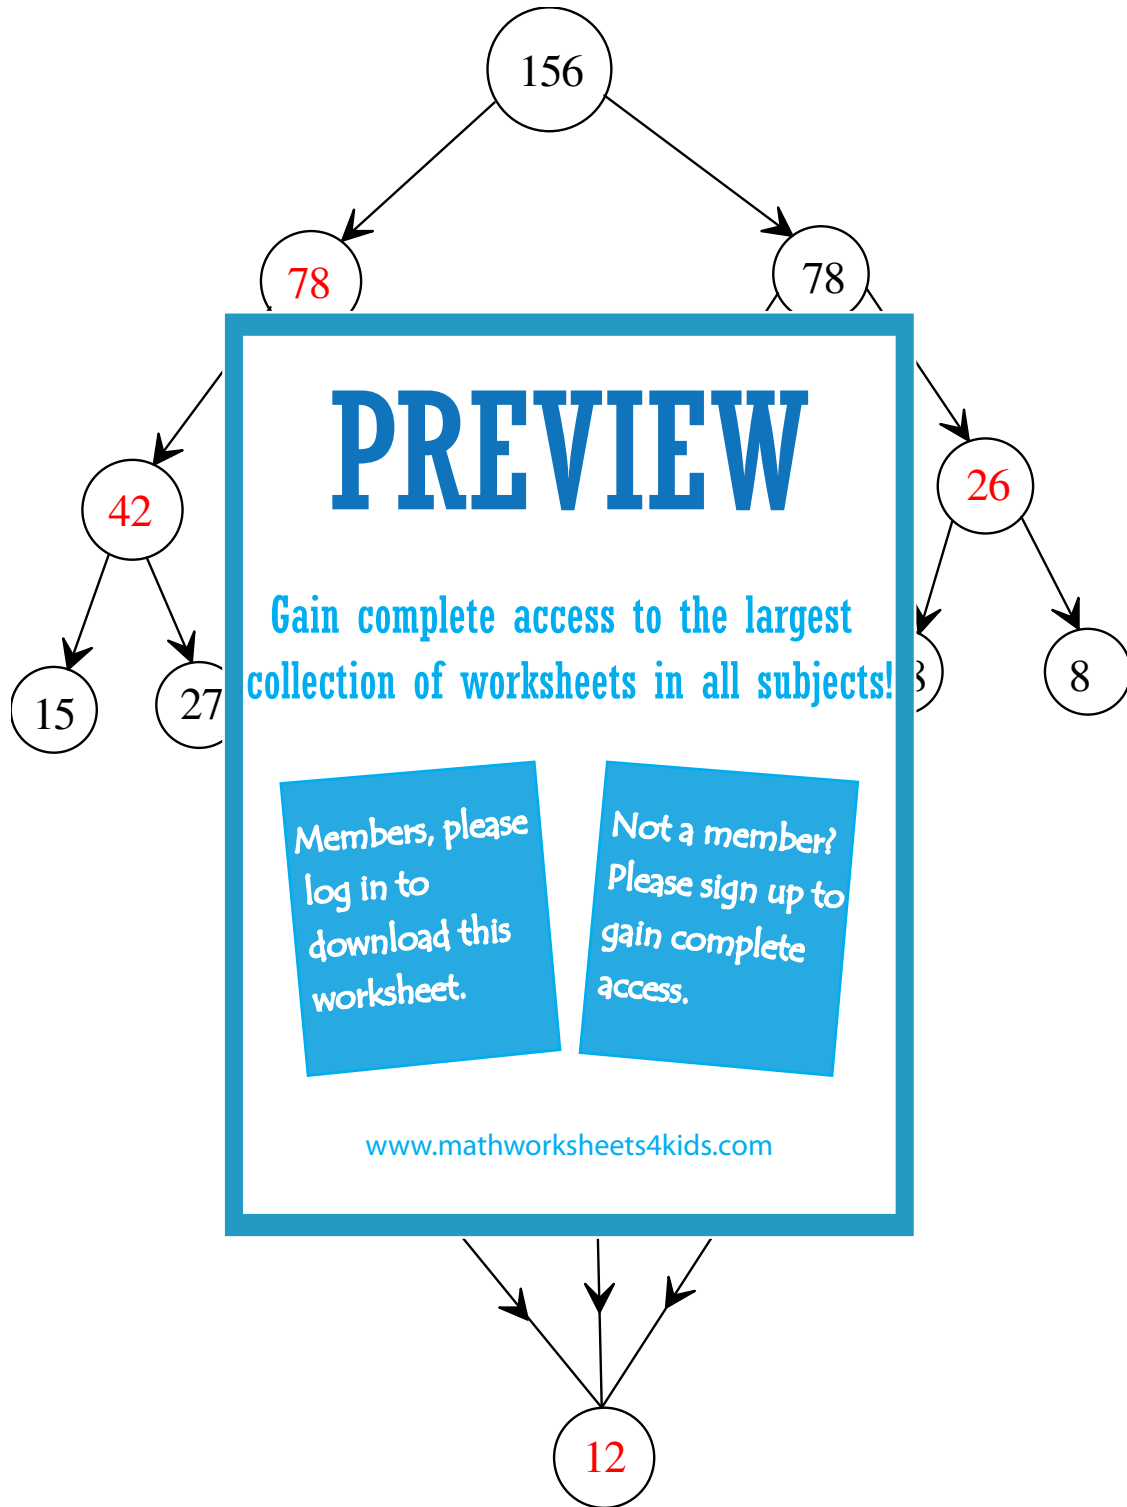 156
78
78
PREVIEW
42
26
Gain complete access to the largest
collection of worksheets in all subjects!
15
27
8
8
Members, please
log in to
download this
worksheet.
Not a member?
Please sign up to
gain complete
access.
www.mathworksheets4kids.com
12